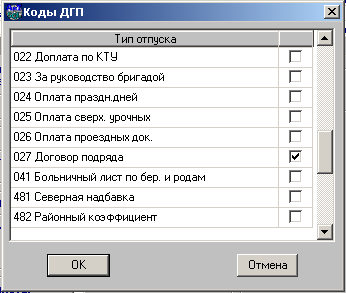 Коды ДГП
Тип отпуска
022 Доплата по КТУ
023 За руководство бригадой
024 Оплата праздн.дней
025 Оплата сверх. урочных
026 Оплата проездных док.
027 Договор подряда
041 Больничный лист по бер. и родам
481 Северная надбавка
482 Районный коэффициент
OK
Отмена